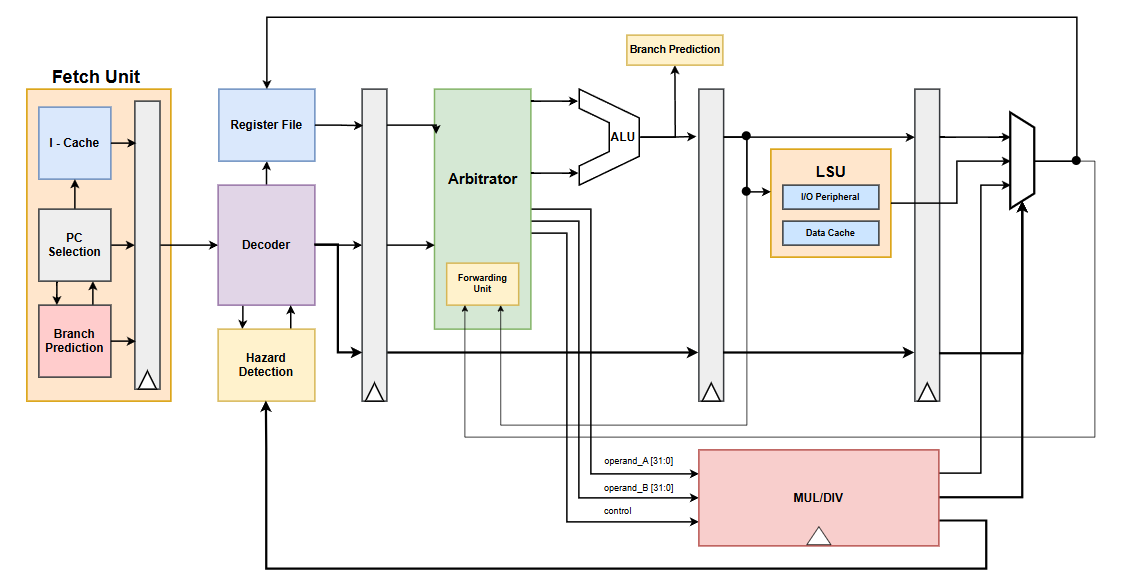 Fetch Unit
I - Cache
PC
Selection
Branch
Prediction
Register File
Decoder
Hazard
Detection
Arbitrator
Forwarding
Unit
ALU
Branch Prediction
LSU
I/O Peripheral
Data Cache
operand_A [31:0]
operand_B [31:0]
control
MUL/DIV